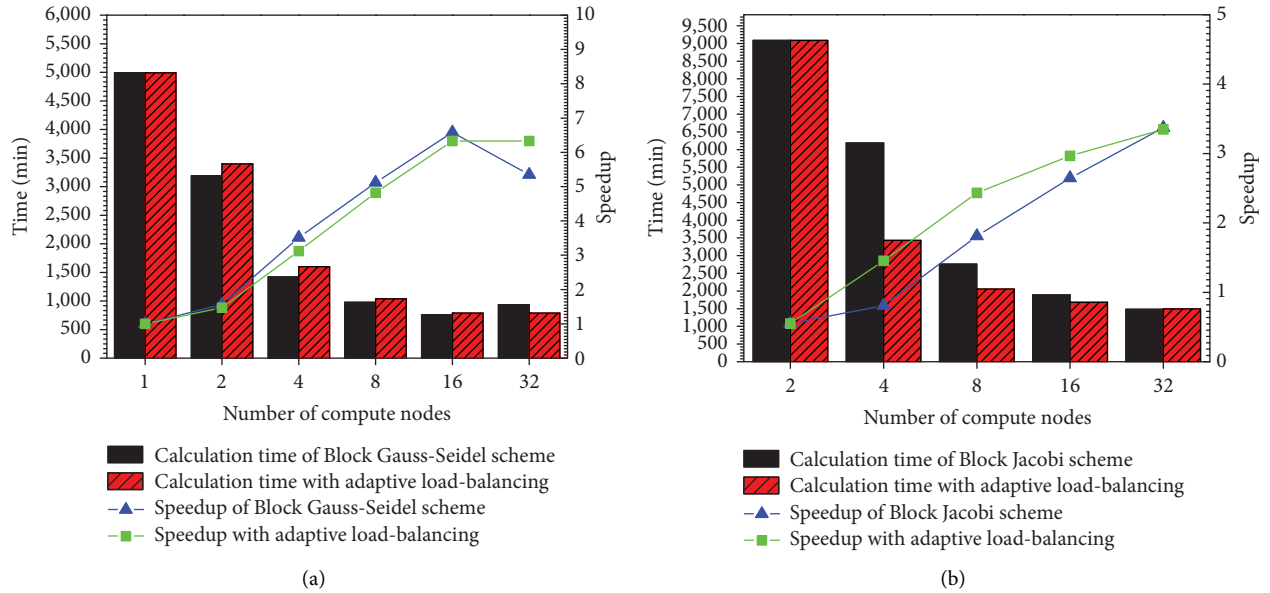 6,000
5,500
5,000
4,500
4,000
3,500
3,000
2,500
2,000
1,500
1,000
500
0
Time (min)
10
9
8
7
6
5
4
3
2
1
0
Speedup
1 2 4 8 16 32
Number of compute nodes
Calculation time of Block Gauss-Seidel scheme
Calculation time with adaptive load-balancing
Speedup of Block Gauss-Seidel scheme
Speedup with adaptive load-balancing
(a)
9,500
9,000
8,500
8,000
7,500
7,000
6,500
6,000
5,500
5,000
4,500
4,000
3,500
3,000
2,500
2,000
1,500
1,000
500
0
Time (min)
5
4
3
2
1
0
Speedup
2 4 8 16 32
Number of compute nodes
Calculation time of Block Jacobi scheme
Calculation time with adaptive load-balancing
Speedup of Block Jacobi scheme
Speedup with adaptive load-balancing
(b)